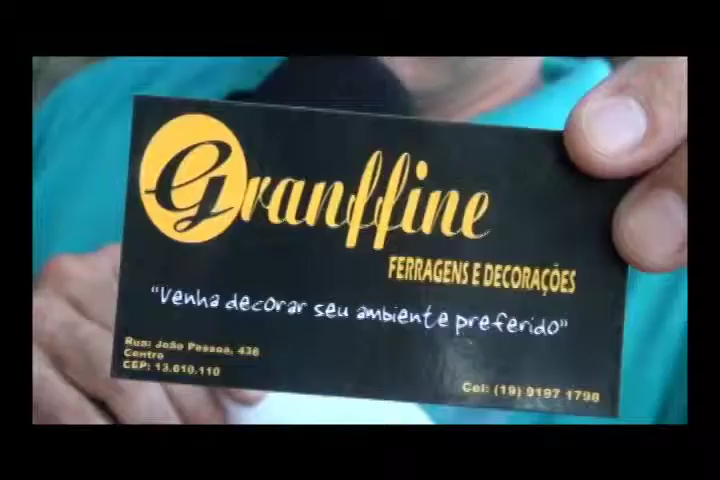 Granffine
FERRAGENS E DECORAÇÕES
"Venha decorar seu ambiente preferido"
Rua: João Pessoa, 436
Centro
CEP: 13.610.110
Cel: (19) 9197 1798